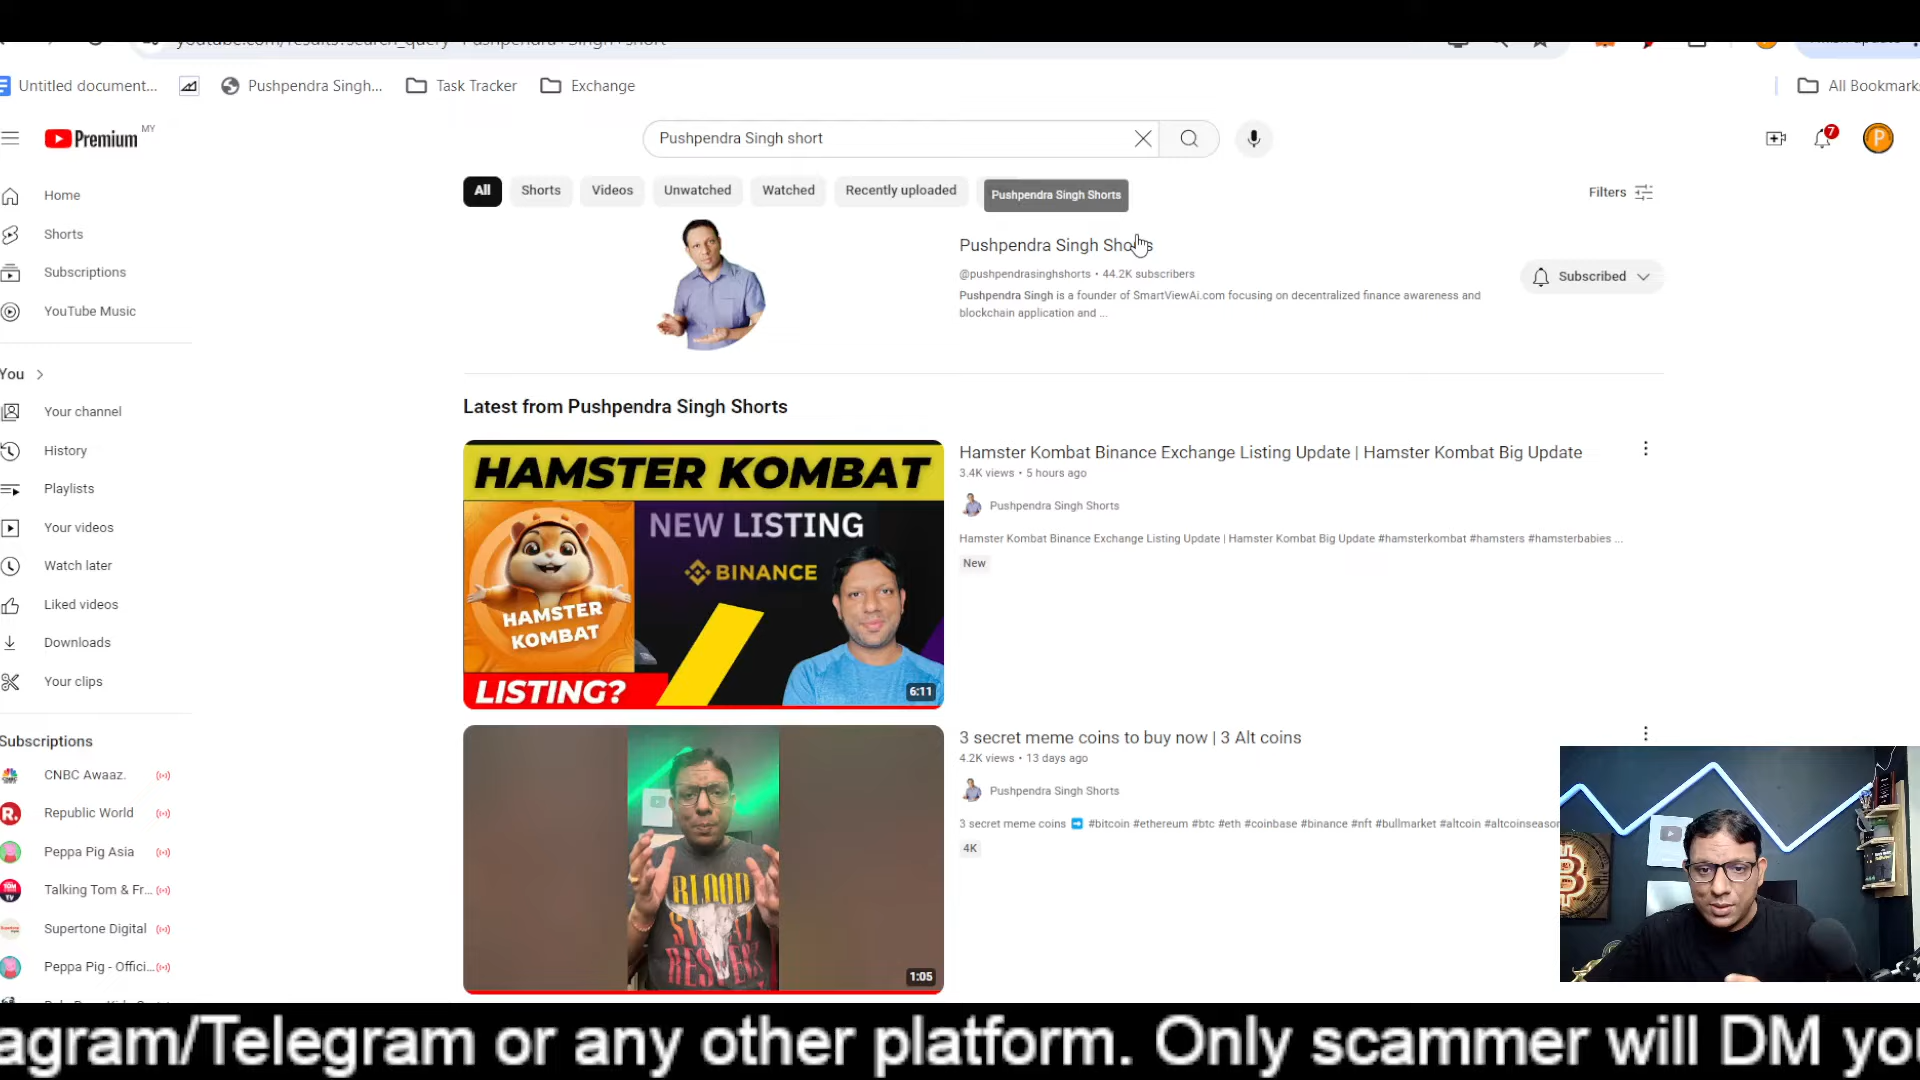 Untitled document...
Pushpendra Singh...
Task Tracker
Exchange
All Bookmark
Premium MY
Pushpendra Singh short
7
P
Home
Shorts
Subscriptions
YouTube Music
You
Your channel
History
Playlists
Your videos
Watch later
Liked videos
Downloads
Your clips
Subscriptions
CNBC Awaaz.
Republic World
Peppa Pig Asia
Talking Tom & Fr...
Supertone Digital
Peppa Pig - Offici...
All
Shorts
Videos
Unwatched
Watched
Recently uploaded
Pushpendra Singh Shorts
Filters
Pushpendra Singh Shorts
@pushpendrasinghshorts • 44.2K subscribers
Pushpendra Singh is a founder of SmartViewAi.com focusing on decentralized finance awareness and
blockchain application and ...
Subscribed
Latest from Pushpendra Singh Shorts
HAMSTER KOMBAT
NEW LISTING
BINANCE
HAMSTER
KOMBAT
LISTING?
6:11
Hamster Kombat Binance Exchange Listing Update | Hamster Kombat Big Update
3.4K views • 5 hours ago
Pushpendra Singh Shorts
Hamster Kombat Binance Exchange Listing Update | Hamster Kombat Big Update #hamsterkombat #hamsters #hamsterbabies ...
New
BLOOD
1:05
3 secret meme coins to buy now | 3 Alt coins
4.2K views • 13 days ago
Pushpendra Singh Shorts
3 secret meme coins ➡ #bitcoin #ethereum #btc #eth #coinbase #binance #nft #bullmarket #altcoin #altcoinseason
4K
agram/Telegram or any other platform. Only scammer will DM yo